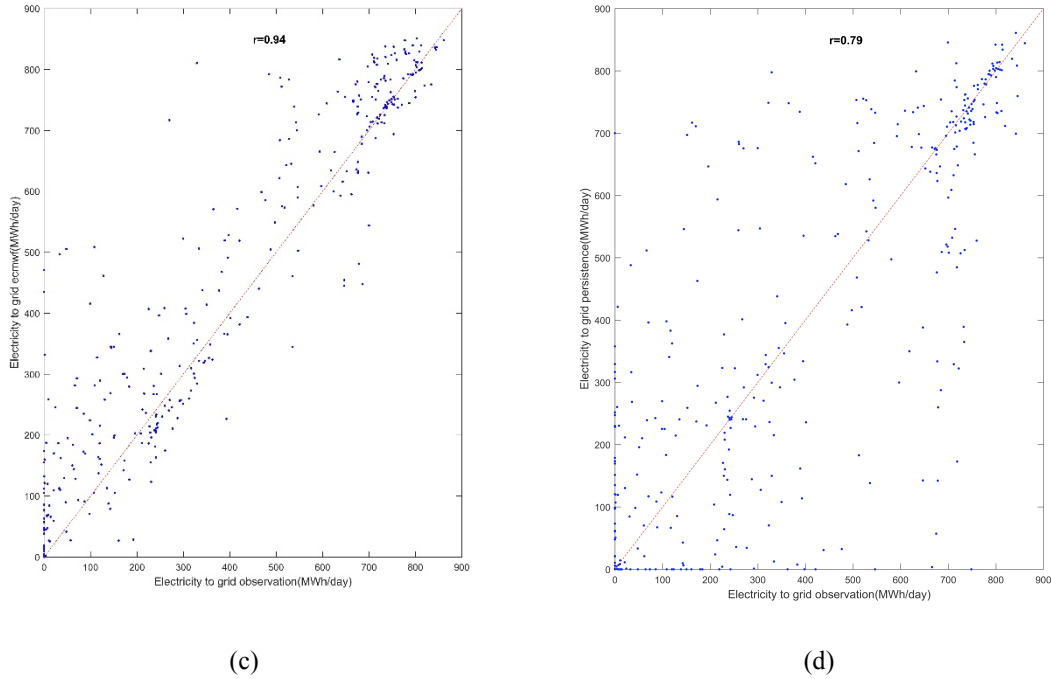 900
800
700
600
500
400
300
200
100
0
0 100 200 300 400 500 600 700 800 900
Electricity to grid ecmwf(MWh/day)
Electricity to grid observation(MWh/day)
r=0.94
(c)
900
800
700
600
500
400
300
200
100
0
0 100 200 300 400 500 600 700 800 900
Electricity to grid persistence(MWh/day)
Electricity to grid observation(MWh/day)
r=0.79
(d)